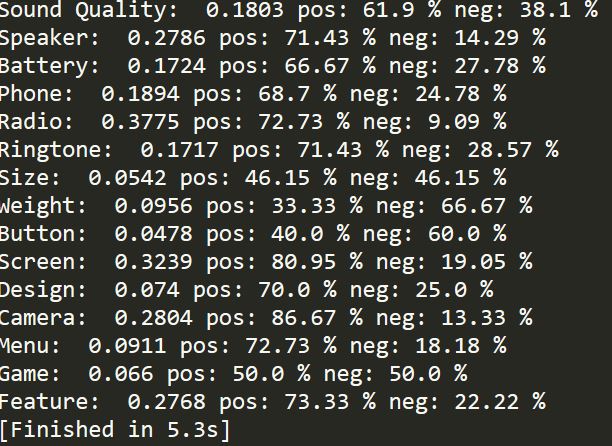 Sound Quality:  0.1803 pos: 61.9 % neg: 38.1 %
Speaker:  0.2786 pos: 71.43 % neg: 14.29 %
Battery:  0.1724 pos: 66.67 % neg: 27.78 %
Phone:  0.1894 pos: 68.7 % neg: 24.78 %
Radio:  0.3775 pos: 72.73 % neg: 9.09 %
Ringtone:  0.1717 pos: 71.43 % neg: 28.57 %
Size:  0.0542 pos: 46.15 % neg: 46.15 %
Weight:  0.0956 pos: 33.33 % neg: 66.67 %
Button:  0.0478 pos: 40.0 % neg: 60.0 %
Screen:  0.3239 pos: 80.95 % neg: 19.05 %
Design:  0.074 pos: 70.0 % neg: 25.0 %
Camera:  0.2804 pos: 86.67 % neg: 13.33 %
Menu:  0.0911 pos: 72.73 % neg: 18.18 %
Game:  0.066 pos: 50.0 % neg: 50.0 %
Feature:  0.2768 pos: 73.33 % neg: 22.22 %
[Finished in 5.3s]